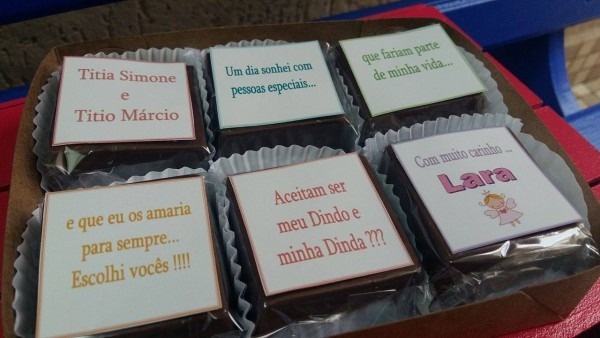 Titia Simone
e
Titio Márcio
Um dia sonhei com
pessoas especiais...
que fariam parte
de minha vida...
e que eu os amaria
para sempre...
Escolhi vocês !!!!
Aceitam ser
meu Dindo e
minha Dinda ???
Com muito carinho ...
Lara